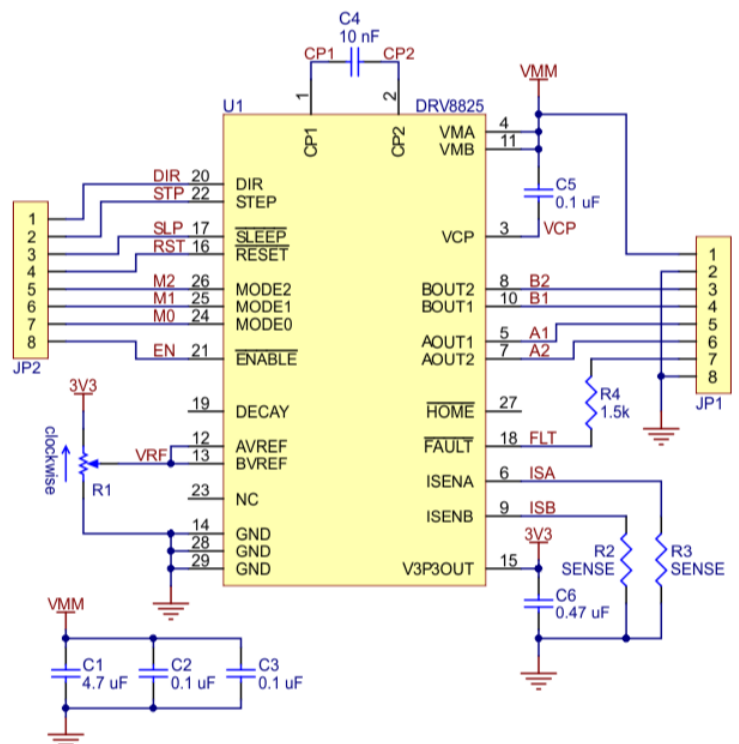 C4
10 nF
CP1 CP2
1 2
U1 DRV8825
CP1 CP2
VMM
VMA 4
VMB 11
C5
0.1 uF
VCP 3 VCP
DIR 20 DIR
STP 22 STEP
SLP 17 SLEEP
RST 16 RESET
M2 26 MODE2
M1 25 MODE1
M0 24 MODE0
EN 21 ENABLE
1
2
3
4
5
6
7
8
JP2
BOUT2 8 B2
BOUT1 10 B1
AOUT1 5 A1
AOUT2 7 A2
1
2
3
4
5
6
7
8
JP1
R4
1.5k
3V3
clockwise
R1
19 DECAY
VRF 12 AVREF
13 BVREF
23 NC
14 GND
28 GND
29 GND
HOME 27
FAULT 18 FLT
ISENA 6 ISA
ISENB 9 ISB
3V3
V3P3OUT 15
R2
SENSE
R3
SENSE
C6
0.47 uF
VMM
C1
4.7 uF
C2
0.1 uF
C3
0.1 uF